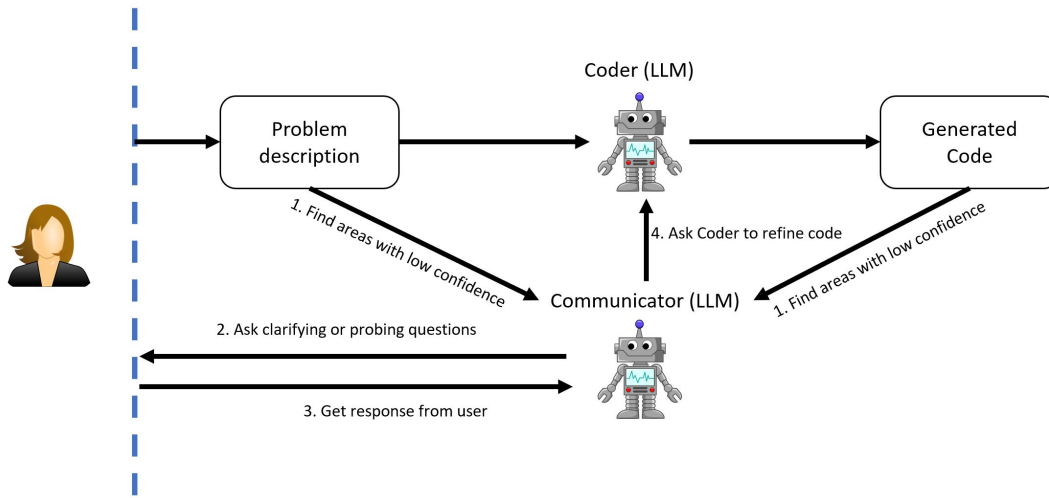 Coder (LLM)
Problem
description
Generated
Code
1. Find areas with low confidence
4. Ask Coder to refine code
1. Find areas with low confidence
Communicator (LLM)
2. Ask clarifying or probing questions
3. Get response from user